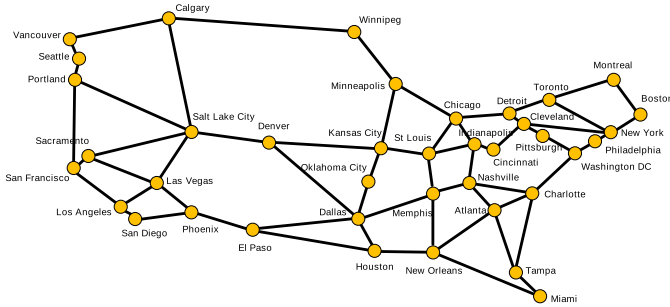 Calgary
Winnipeg
Vancouver
Seattle
Portland
Montreal
Toronto
Boston
Minneapolis
Detroit
Chicago
Cleveland
Salt Lake City
Denver
Kansas City
St Louis
Indianapolis
New York
Pittsburgh
Philadelphia
Sacramento
Cincinnati
Washington DC
San Francisco
Las Vegas
Oklahoma City
Nashville
Charlotte
Los Angeles
Dallas
Memphis
Atlanta
San Diego
Phoenix
El Paso
Houston
New Orleans
Tampa
Miami